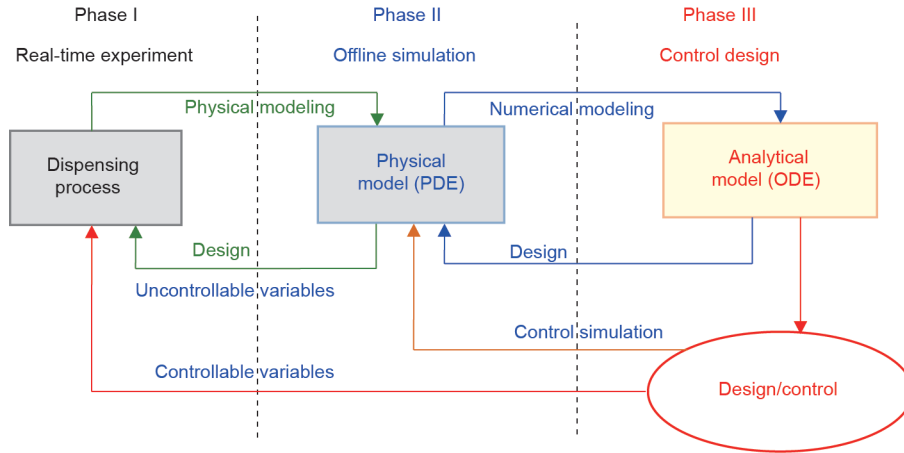 Phase I
Phase II
Phase III
Real-time experiment
Offline simulation
Control design
Physical modeling
Numerical modeling
Dispensing
process
Physical
model (PDE)
Analytical
model (ODE)
Design
Design
Uncontrollable variables
Control simulation
Controllable variables
Design/control